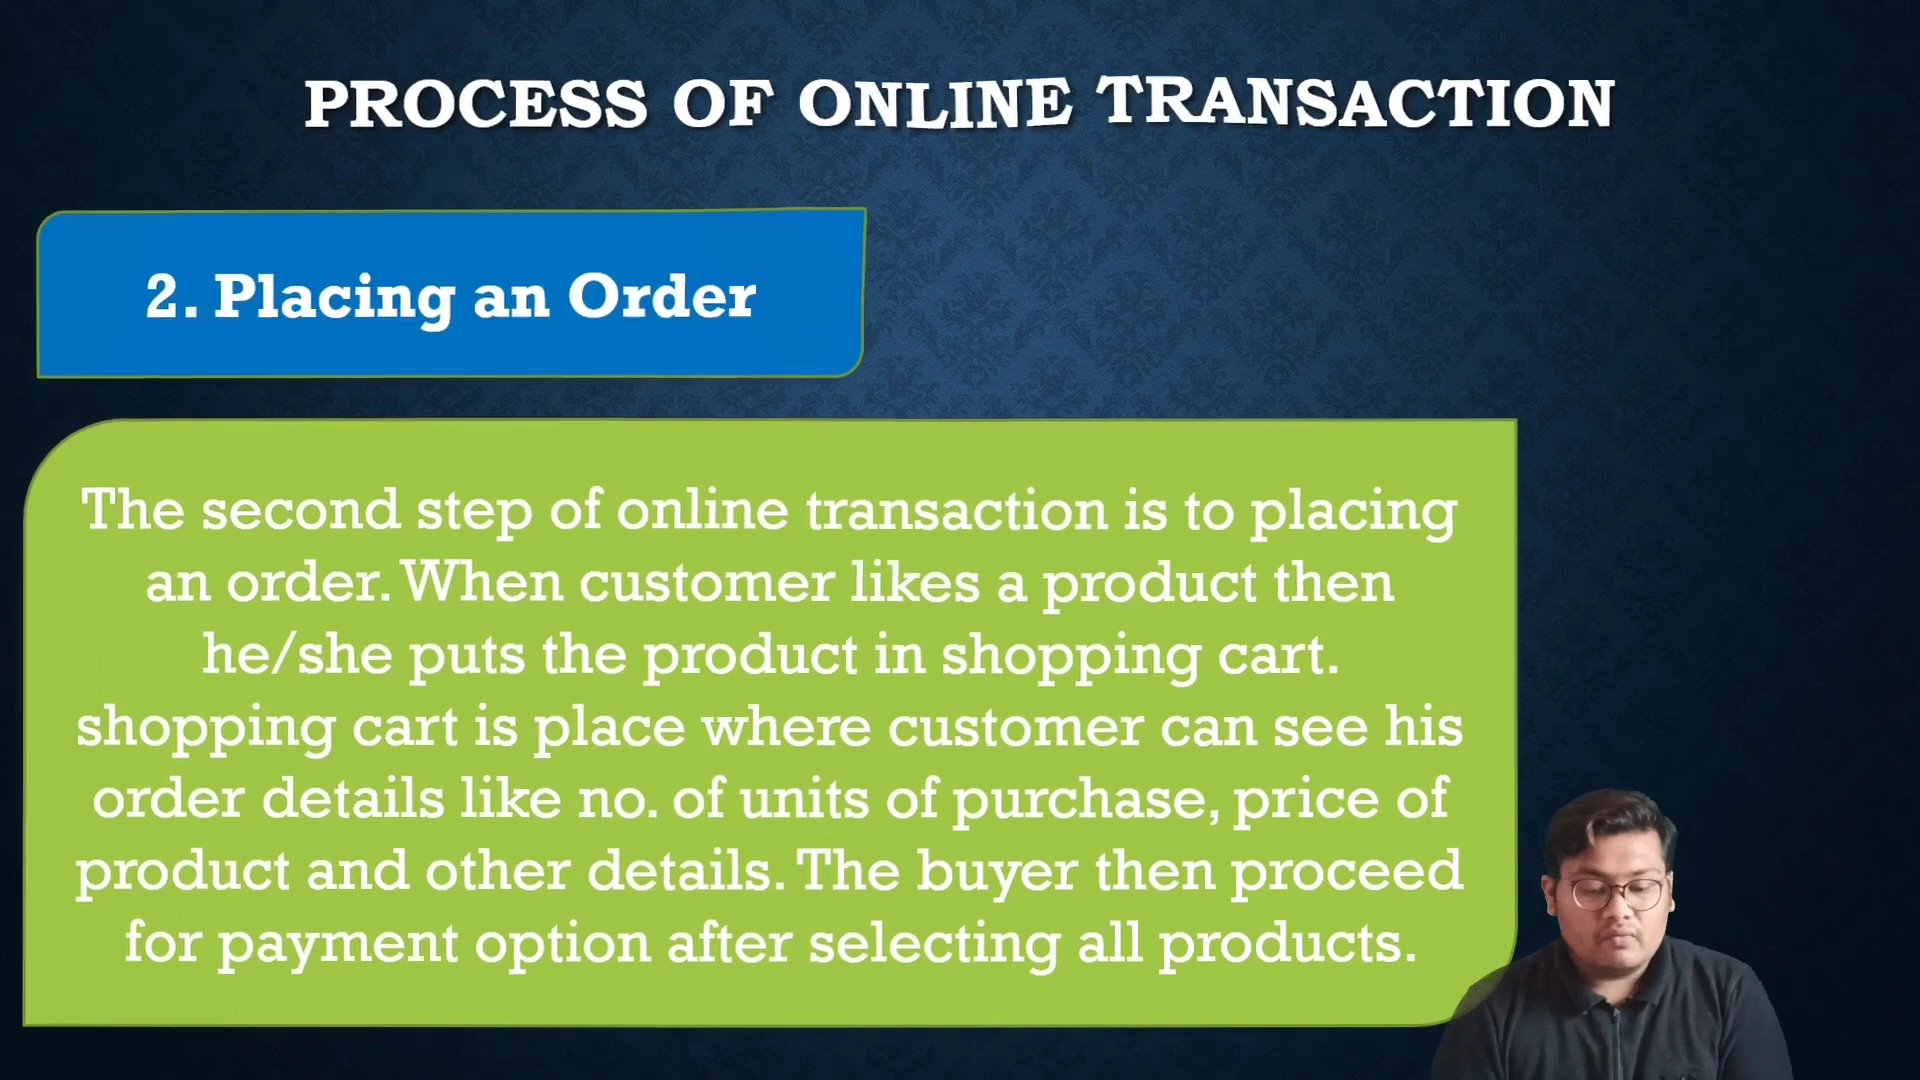 PROCESS OF ONLINE TRANSACTION
2. Placing an Order
The second step of online transaction is to placing
an order. When customer likes a product then
he/she puts the product in shopping cart.
shopping cart is place where customer can see his
order details like no. of units of purchase, price of
product and other details. The buyer then proceed
for payment option after selecting all products.